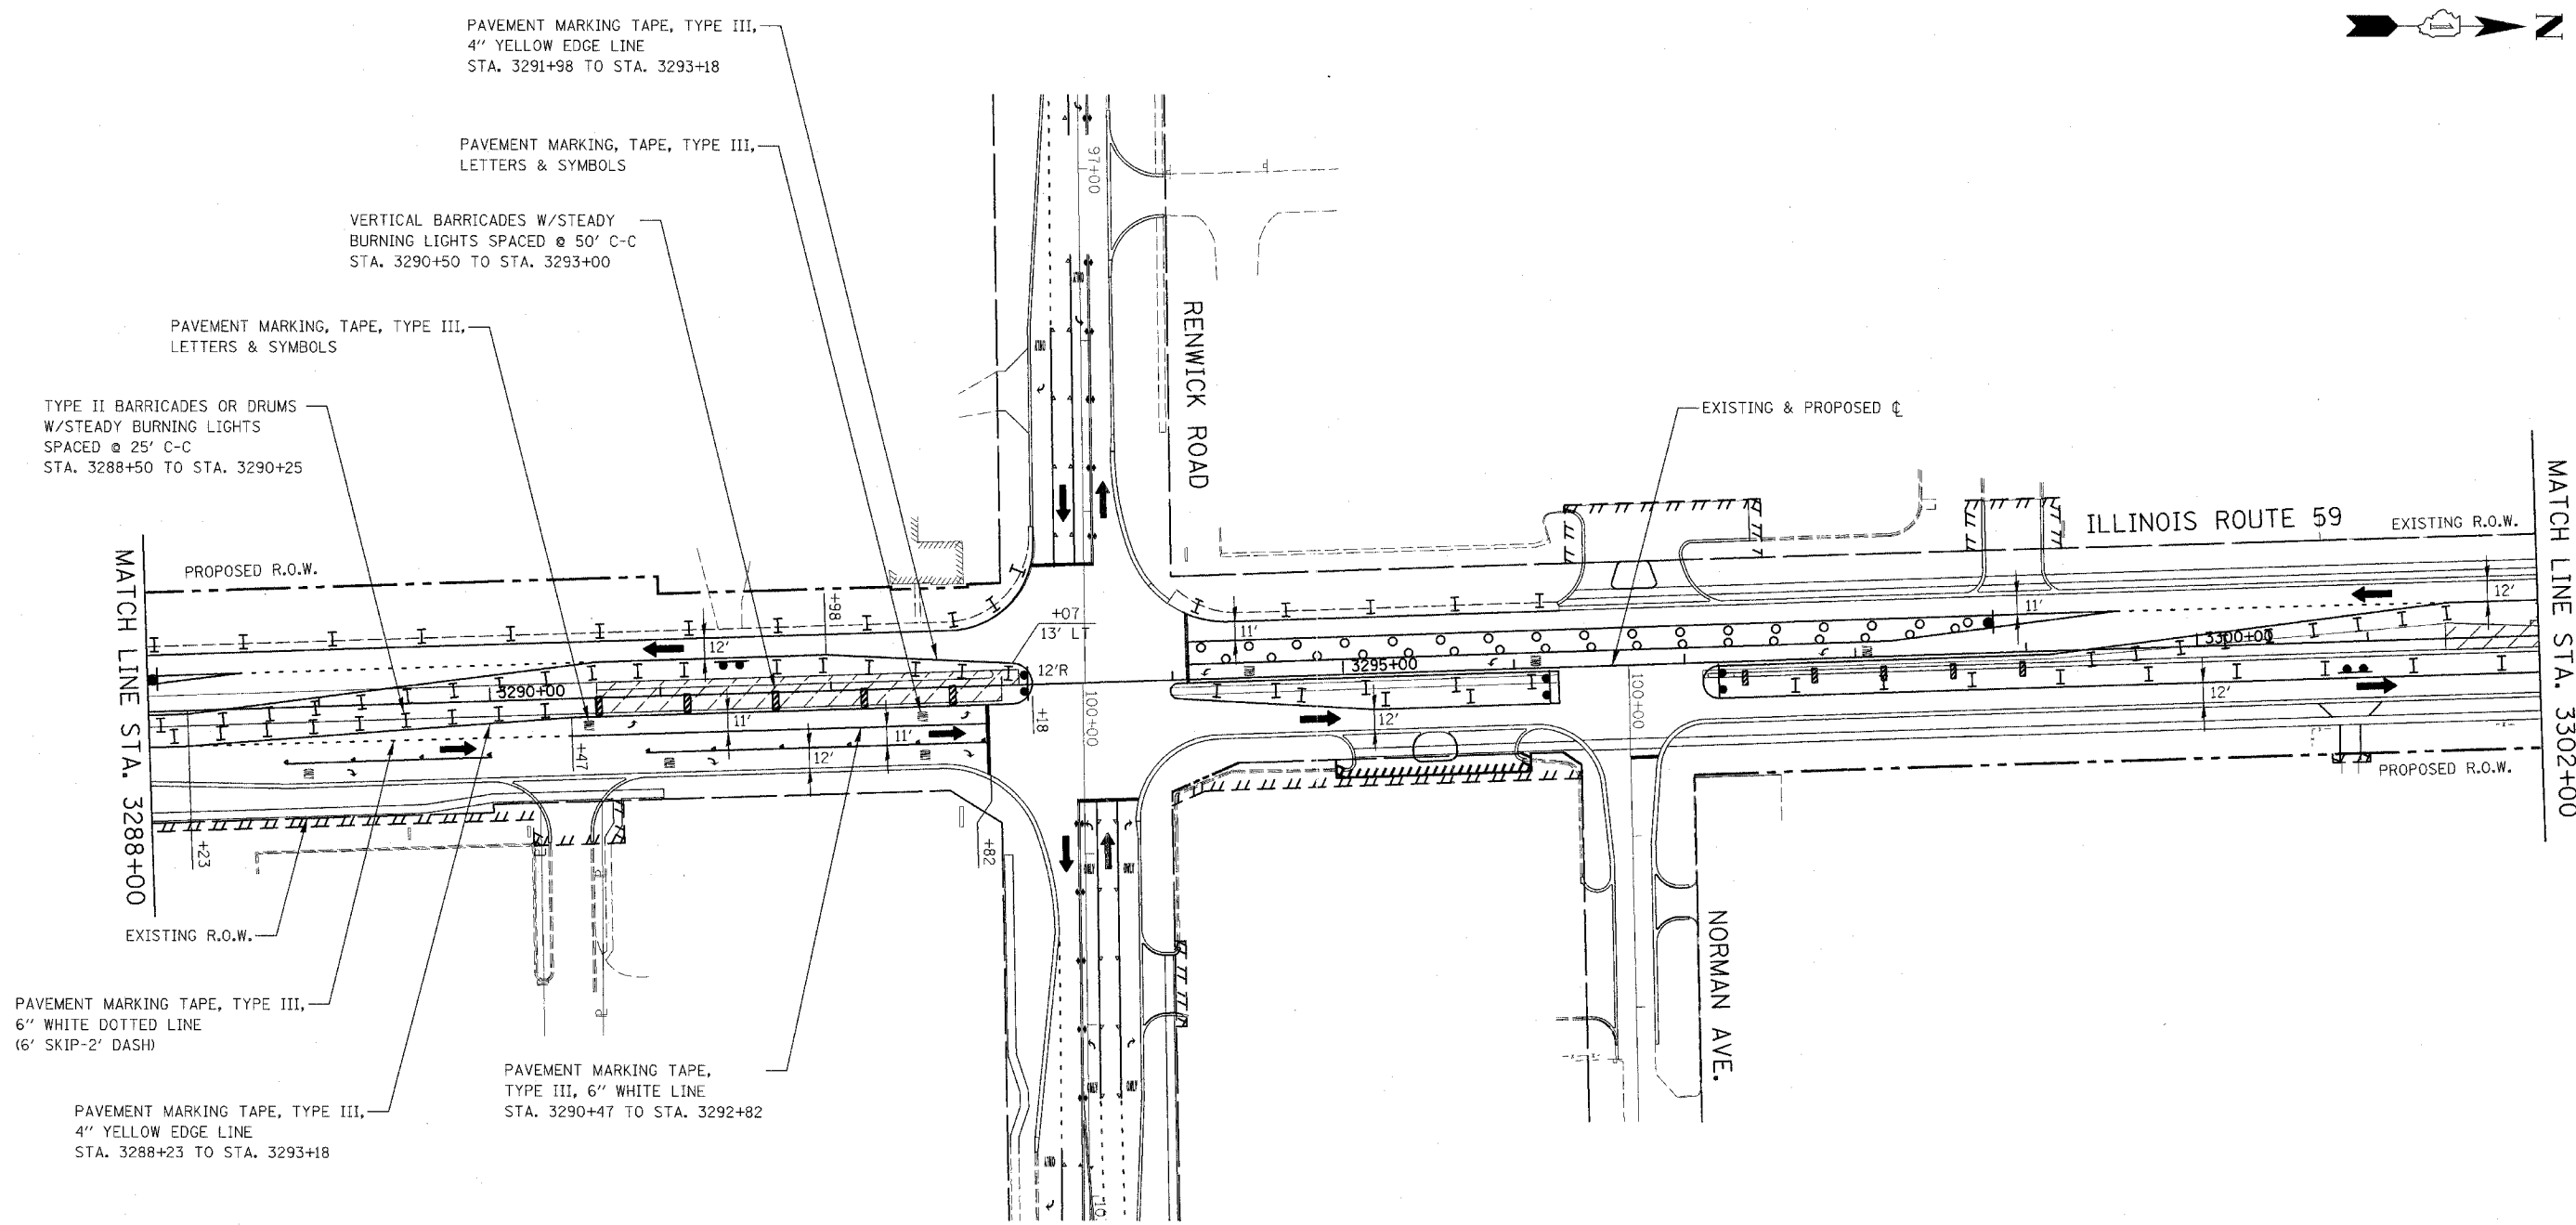 PAVEMENT MARKING TAPE, TYPE III,
4" YELLOW EDGE LINE
STA. 3291+98 TO STA. 3293+18
N
PAVEMENT MARKING, TAPE, TYPE III,
LETTERS & SYMBOLS
VERTICAL BARRICADES W/STEADY
BURNING LIGHTS SPACED @ 50' C-C
STA. 3290+50 TO STA. 3293+00
PAVEMENT MARKING, TAPE, TYPE III,
LETTERS & SYMBOLS
TYPE II BARRICADES OR DRUMS
W/STEADY BURNING LIGHTS
SPACED @ 25' C-C
STA. 3288+50 TO STA. 3290+25
97+00
RENWICK ROAD
EXISTING & PROPOSED ℄
ILLINOIS ROUTE 59
EXISTING R.O.W.
MATCH LINE STA. 3288+00
PROPOSED R.O.W.
+98
+07
13' LT
12'R
12'
3290+00
+18
100+00
11'
11'
12'
+47
+23
+82
11'
3295+00
12'
100+00
11'
12'
3300+00
12'
PROPOSED R.O.W.
MATCH LINE STA. 3302+00
EXISTING R.O.W.
ONLY
ONLY
ONLY
ONLY
NORMAN AVE.
PAVEMENT MARKING TAPE, TYPE III,
6" WHITE DOTTED LINE
(6' SKIP-2' DASH)
PAVEMENT MARKING TAPE,
TYPE III, 6" WHITE LINE
STA. 3290+47 TO STA. 3292+82
PAVEMENT MARKING TAPE, TYPE III,
4" YELLOW EDGE LINE
STA. 3288+23 TO STA. 3293+18